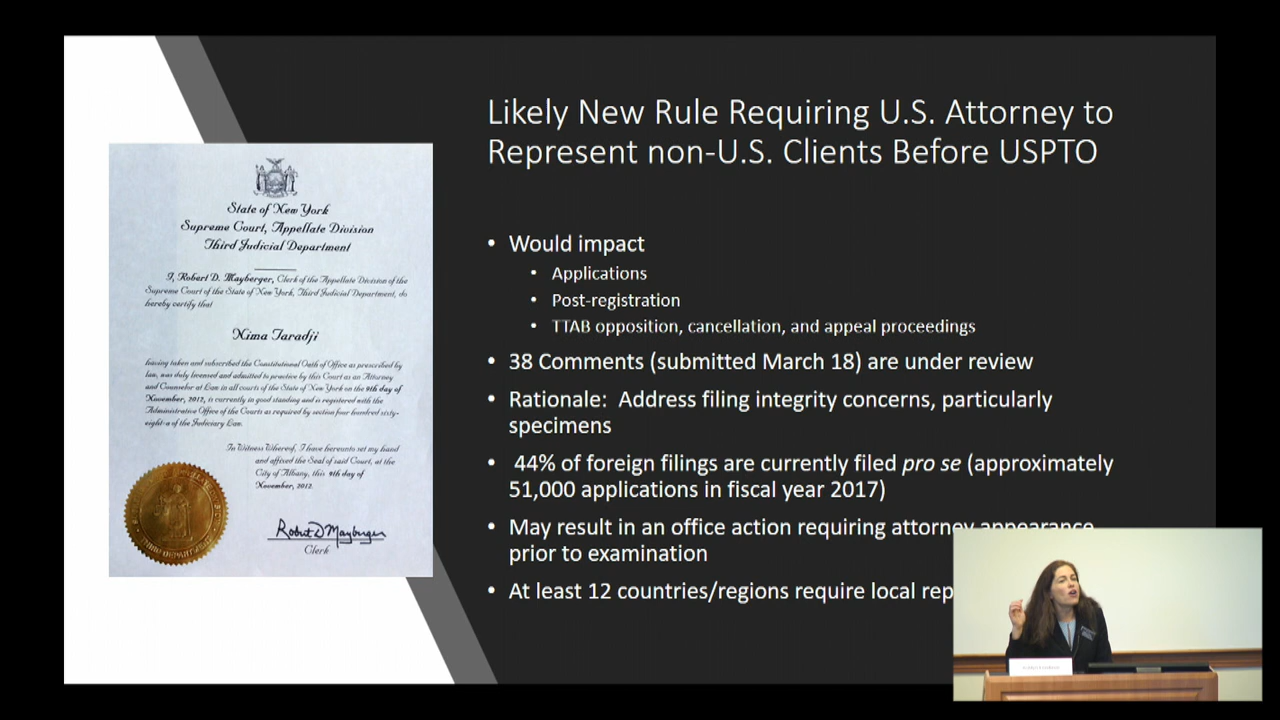 Likely New Rule Requiring U.S. Attorney to
Represent non-U.S. Clients Before USPTO
• Would impact
• Applications
• Post-registration
• TTAB opposition, cancellation, and appeal proceedings
• 38 Comments (submitted March 18) are under review
• Rationale: Address filing integrity concerns, particularly
specimens
• 44% of foreign filings are currently filed pro se (approximately
51,000 applications in fiscal year 2017)
• May result in an office action requiring attorney appearance
prior to examination
• At least 12 countries/regions require local
State of New York
Supreme Court, Appellate Division
Third Judicial Department
I, Robert D. Mayberger, Clerk of the Appellate Division of the
Supreme Court of the State of New York, Third Judicial Department, do
hereby certify that
Nima Taradji
having taken and subscribed the Constitutional Oath of Office as prescribed by
law, was duly licensed and admitted to practice by this Court as an Attorney
and Counselor at Law in all courts of the State of New York on the 9th day of
November, 2012, is currently in good standing and is registered with the
Administrative Office of the Courts as required by section four hundred sixty-
eight-a of the Judiciary Law.
In Witness Whereof, I have hereunto set my hand
and affixed the Seal of said Court, at the
City of Albany, this 9th day of
November, 2012.
Robert D Mayberger
Clerk